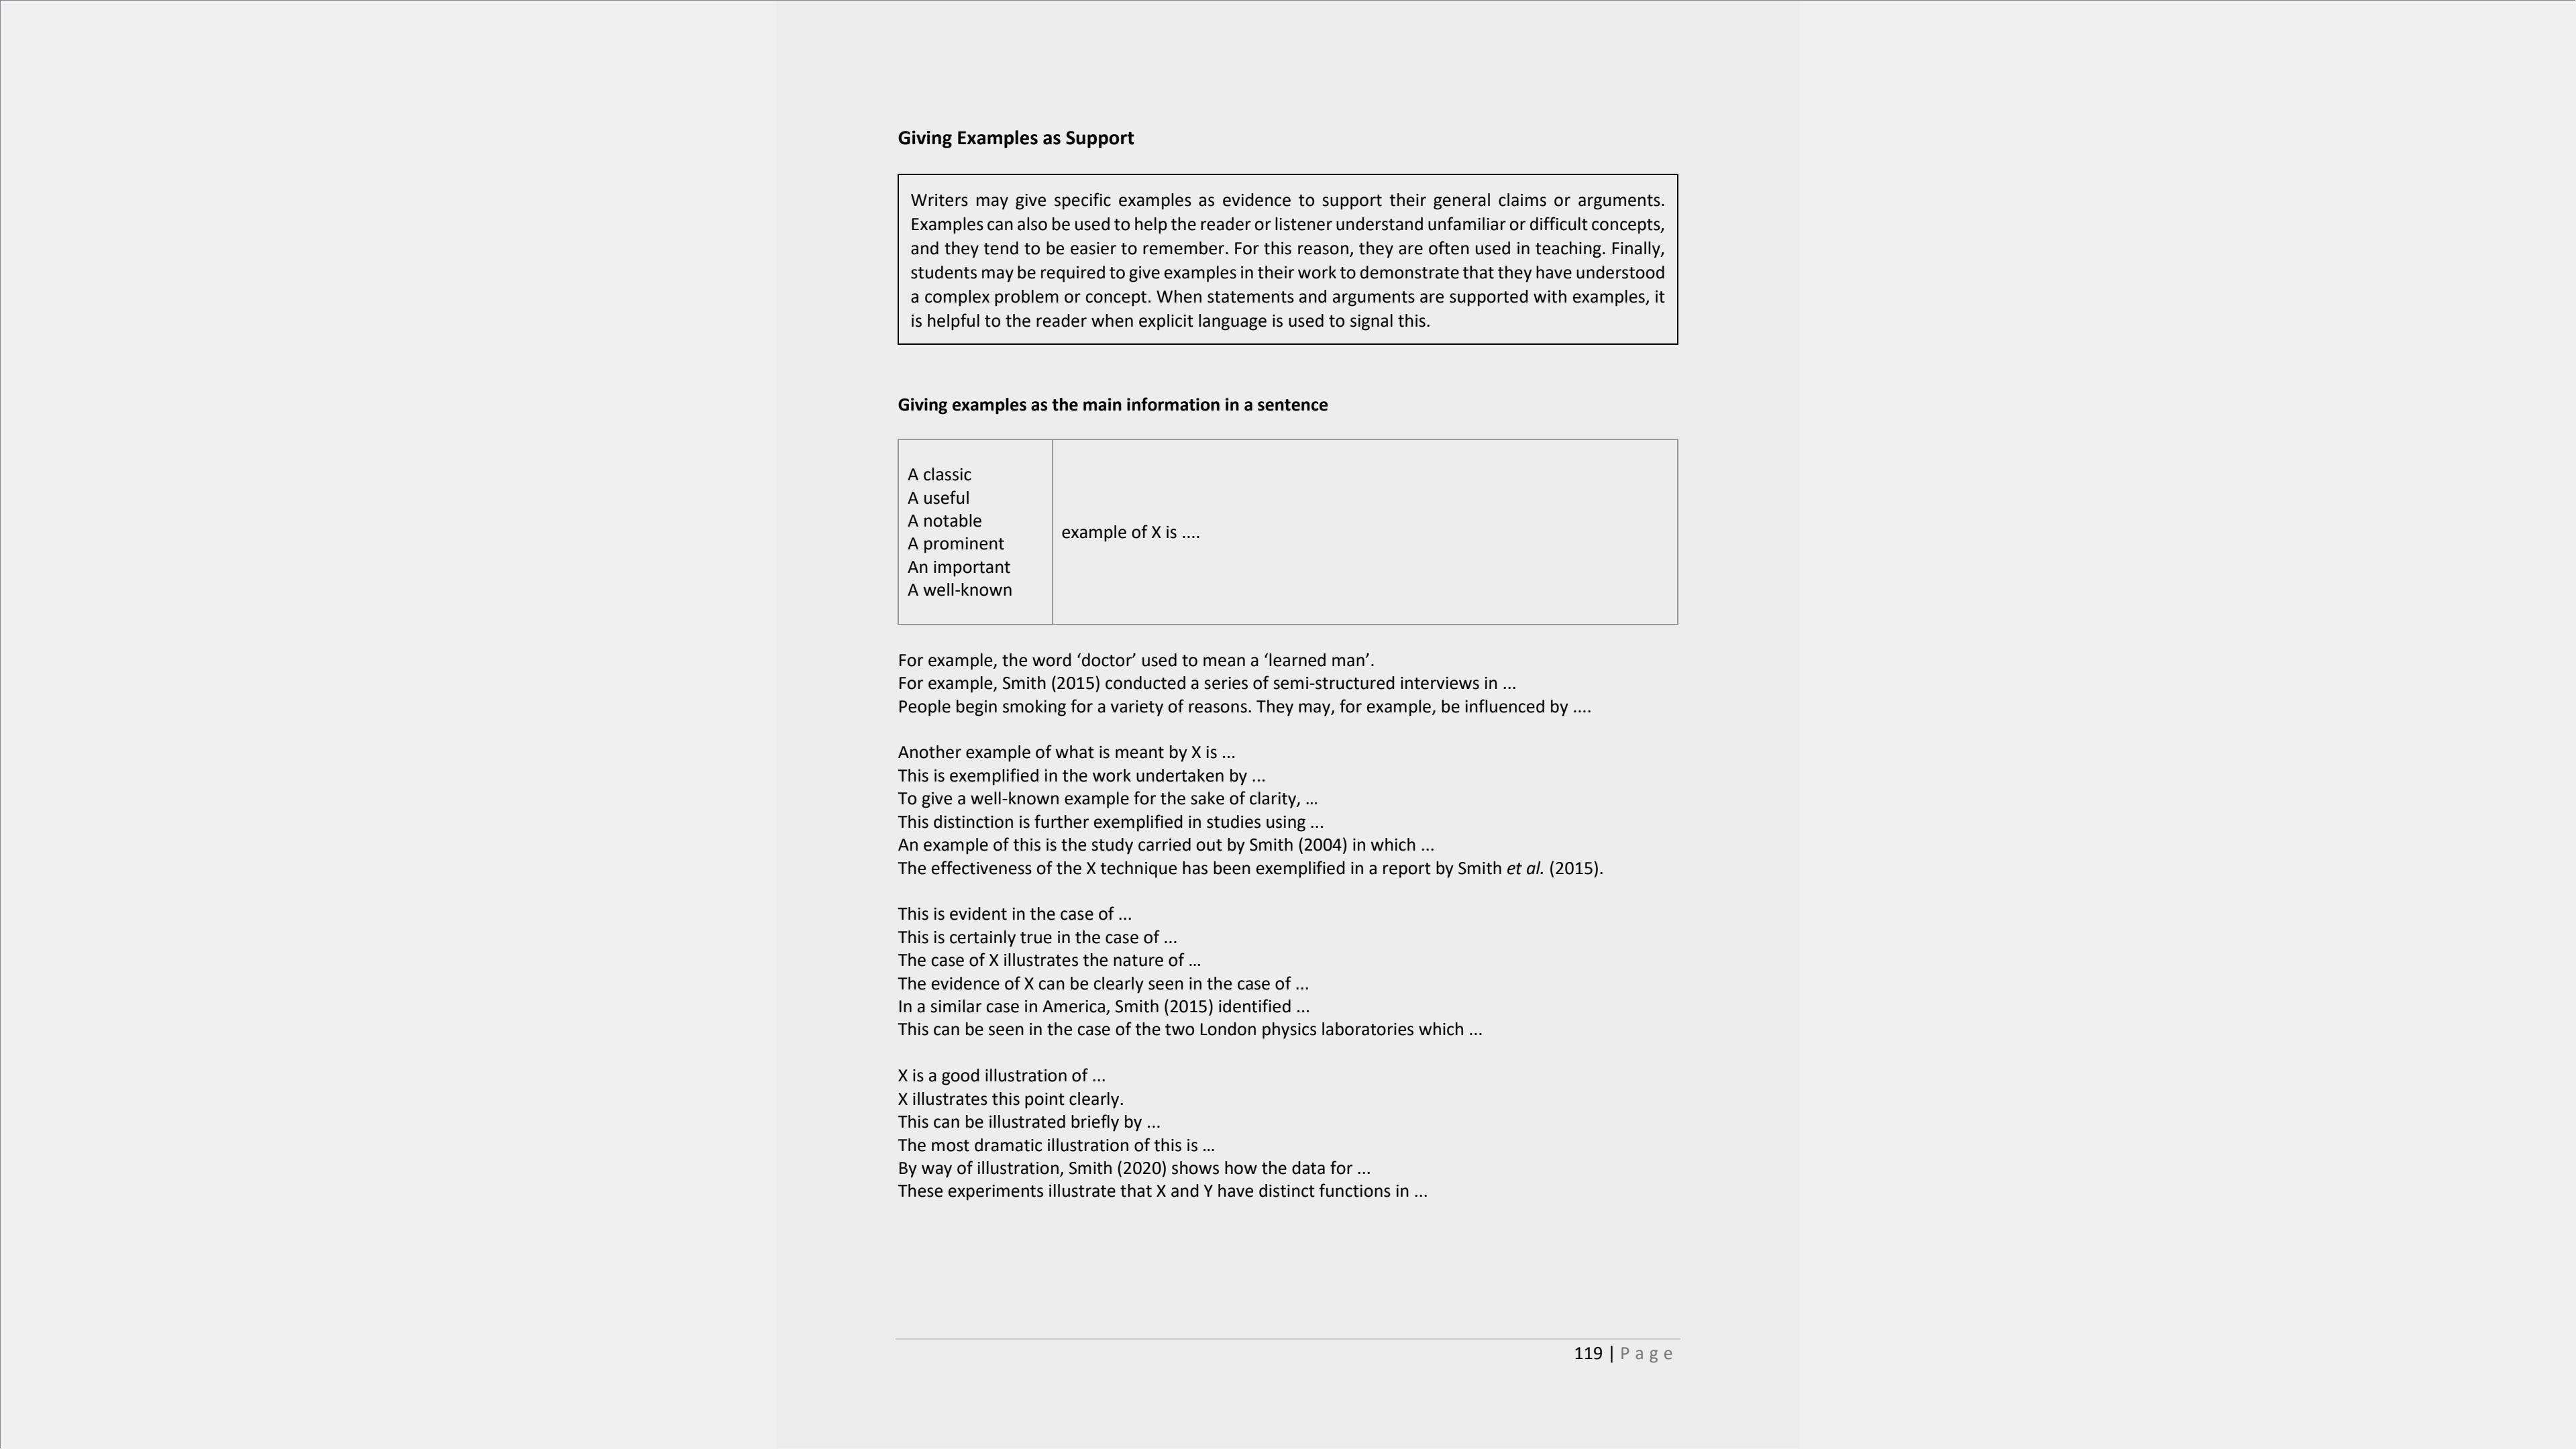 Giving Examples as Support
Writers may give specific examples as evidence to support their general claims or arguments.
Examples can also be used to help the reader or listener understand unfamiliar or difficult concepts,
and they tend to be easier to remember. For this reason, they are often used in teaching. Finally,
students may be required to give examples in their work to demonstrate that they have understood
a complex problem or concept. When statements and arguments are supported with examples, it
is helpful to the reader when explicit language is used to signal this.
Giving examples as the main information in a sentence
A classic
A useful
A notable
A prominent
An important
A well-known
example of X is ....
For example, the word ‘doctor’ used to mean a ‘learned man’.
For example, Smith (2015) conducted a series of semi-structured interviews in ...
People begin smoking for a variety of reasons. They may, for example, be influenced by ....
Another example of what is meant by X is ...
This is exemplified in the work undertaken by ...
To give a well-known example for the sake of clarity, …
This distinction is further exemplified in studies using ...
An example of this is the study carried out by Smith (2004) in which ...
The effectiveness of the X technique has been exemplified in a report by Smith et al. (2015).
This is evident in the case of ...
This is certainly true in the case of ...
The case of X illustrates the nature of …
The evidence of X can be clearly seen in the case of ...
In a similar case in America, Smith (2015) identified ...
This can be seen in the case of the two London physics laboratories which ...
X is a good illustration of ...
X illustrates this point clearly.
This can be illustrated briefly by ...
The most dramatic illustration of this is …
By way of illustration, Smith (2020) shows how the data for ...
These experiments illustrate that X and Y have distinct functions in ...
119 | Page